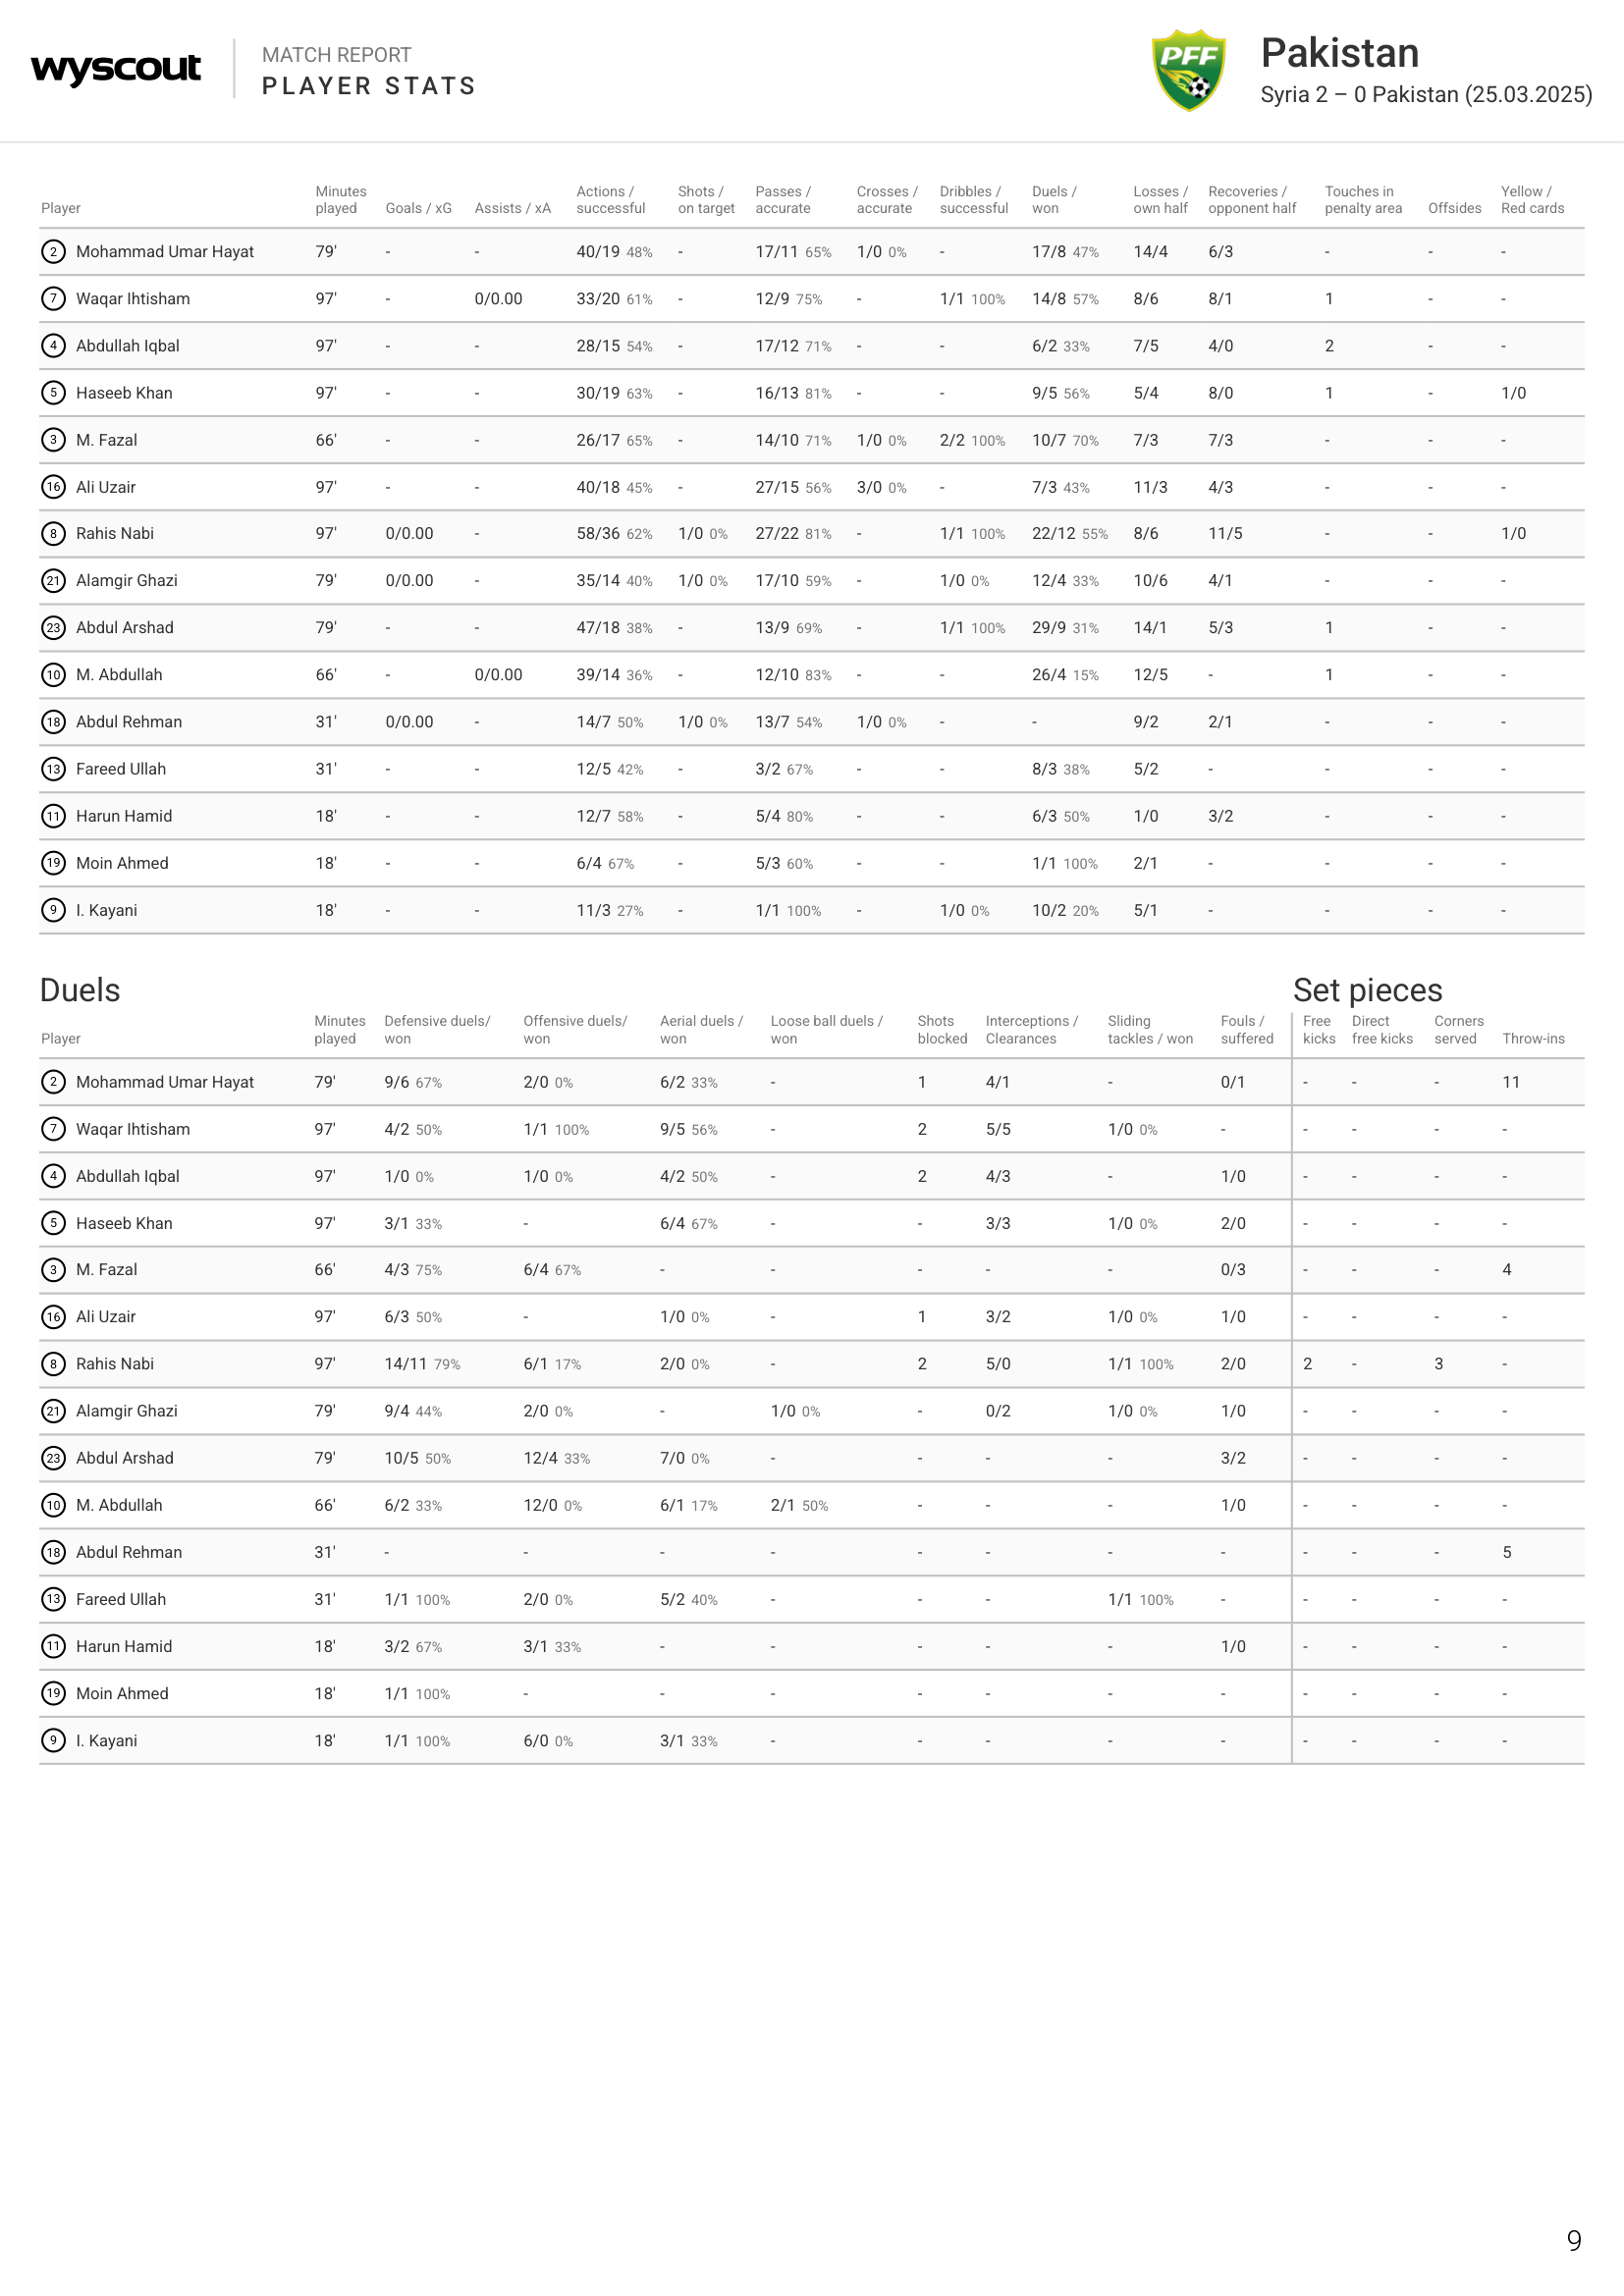 wyscout
MATCH REPORT
PLAYER STATS
PFF
Pakistan
Syria 2 – 0 Pakistan (25.03.2025)
Player Minutes played Goals / xG Assists / xA Actions / successful Shots / on target Passes / accurate Crosses / accurate Dribbles / successful Duels / won Losses / own half Recoveries / opponent half Touches in penalty area Offsides Yellow / Red cards
2 Mohammad Umar Hayat 79' - - 40/19 48% - 17/11 65% 1/0 0% - 17/8 47% 14/4 6/3 - - -
7 Waqar Ihtisham 97' - 0/0.00 33/20 61% - 12/9 75% - 1/1 100% 14/8 57% 8/6 8/1 1 - -
4 Abdullah Iqbal 97' - - 28/15 54% - 17/12 71% - - 6/2 33% 7/5 4/0 2 - -
5 Haseeb Khan 97' - - 30/19 63% - 16/13 81% - - 9/5 56% 5/4 8/0 1 - 1/0
3 M. Fazal 66' - - 26/17 65% - 14/10 71% 1/0 0% 2/2 100% 10/7 70% 7/3 7/3 - - -
16 Ali Uzair 97' - - 40/18 45% - 27/15 56% 3/0 0% - 7/3 43% 11/3 4/3 - - -
8 Rahis Nabi 97' 0/0.00 - 58/36 62% 1/0 0% 27/22 81% - 1/1 100% 22/12 55% 8/6 11/5 - - 1/0
21 Alamgir Ghazi 79' 0/0.00 - 35/14 40% 1/0 0% 17/10 59% - 1/0 0% 12/4 33% 10/6 4/1 - - -
23 Abdul Arshad 79' - - 47/18 38% - 13/9 69% - 1/1 100% 29/9 31% 14/1 5/3 1 - -
10 M. Abdullah 66' - 0/0.00 39/14 36% - 12/10 83% - - 26/4 15% 12/5 - 1 - -
18 Abdul Rehman 31' 0/0.00 - 14/7 50% 1/0 0% 13/7 54% 1/0 0% - - 9/2 2/1 - - -
13 Fareed Ullah 31' - - 12/5 42% - 3/2 67% - - 8/3 38% 5/2 - - - -
11 Harun Hamid 18' - - 12/7 58% - 5/4 80% - - 6/3 50% 1/0 3/2 - - -
19 Moin Ahmed 18' - - 6/4 67% - 5/3 60% - - 1/1 100% 2/1 - - - -
9 I. Kayani 18' - - 11/3 27% - 1/1 100% - 1/0 0% 10/2 20% 5/1 - - - -
Duels Set pieces
Player Minutes played Defensive duels/ won Offensive duels/ won Aerial duels / won Loose ball duels / won Shots blocked Interceptions / Clearances Sliding tackles / won Fouls / suffered Free kicks Direct free kicks Corners served Throw-ins
2 Mohammad Umar Hayat 79' 9/6 67% 2/0 0% 6/2 33% - 1 4/1 - 0/1 - - - 11
7 Waqar Ihtisham 97' 4/2 50% 1/1 100% 9/5 56% - 2 5/5 1/0 0% - - - - -
4 Abdullah Iqbal 97' 1/0 0% 1/0 0% 4/2 50% - 2 4/3 - 1/0 - - - -
5 Haseeb Khan 97' 3/1 33% - 6/4 67% - - 3/3 1/0 0% 2/0 - - - -
3 M. Fazal 66' 4/3 75% 6/4 67% - - - - - 0/3 - - - 4
16 Ali Uzair 97' 6/3 50% - 1/0 0% - 1 3/2 1/0 0% 1/0 - - - -
8 Rahis Nabi 97' 14/11 79% 6/1 17% 2/0 0% - 2 5/0 1/1 100% 2/0 2 - 3 -
21 Alamgir Ghazi 79' 9/4 44% 2/0 0% - 1/0 0% - 0/2 1/0 0% 1/0 - - - -
23 Abdul Arshad 79' 10/5 50% 12/4 33% 7/0 0% - - - - 3/2 - - - -
10 M. Abdullah 66' 6/2 33% 12/0 0% 6/1 17% 2/1 50% - - - 1/0 - - - -
18 Abdul Rehman 31' - - - - - - - - - - - 5
13 Fareed Ullah 31' 1/1 100% 2/0 0% 5/2 40% - - - 1/1 100% - - - - -
11 Harun Hamid 18' 3/2 67% 3/1 33% - - - - - 1/0 - - - -
19 Moin Ahmed 18' 1/1 100% - - - - - - - - - - -
9 I. Kayani 18' 1/1 100% 6/0 0% 3/1 33% - - - - - - - - -
9